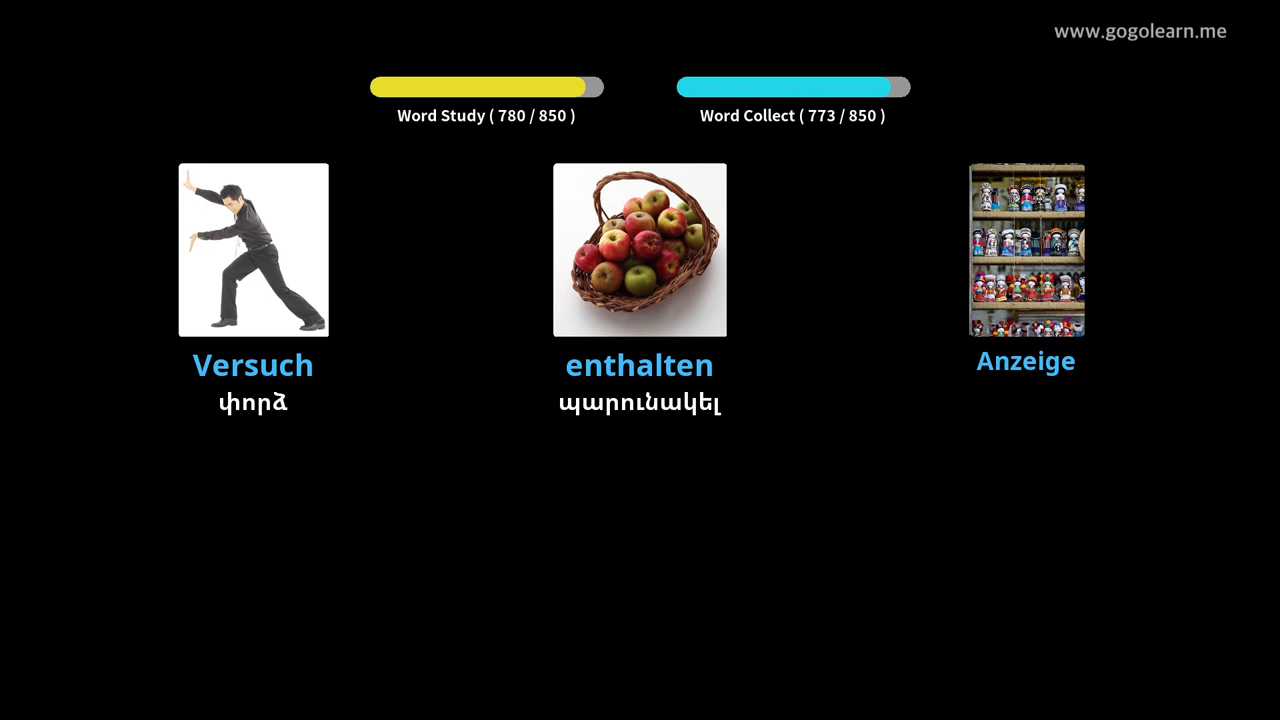 www.gogolearn.me
Word Study ( 780 / 850 )
Word Collect ( 773 / 850 )
Versuch
փորձ
enthalten
պարունակել
Anzeige